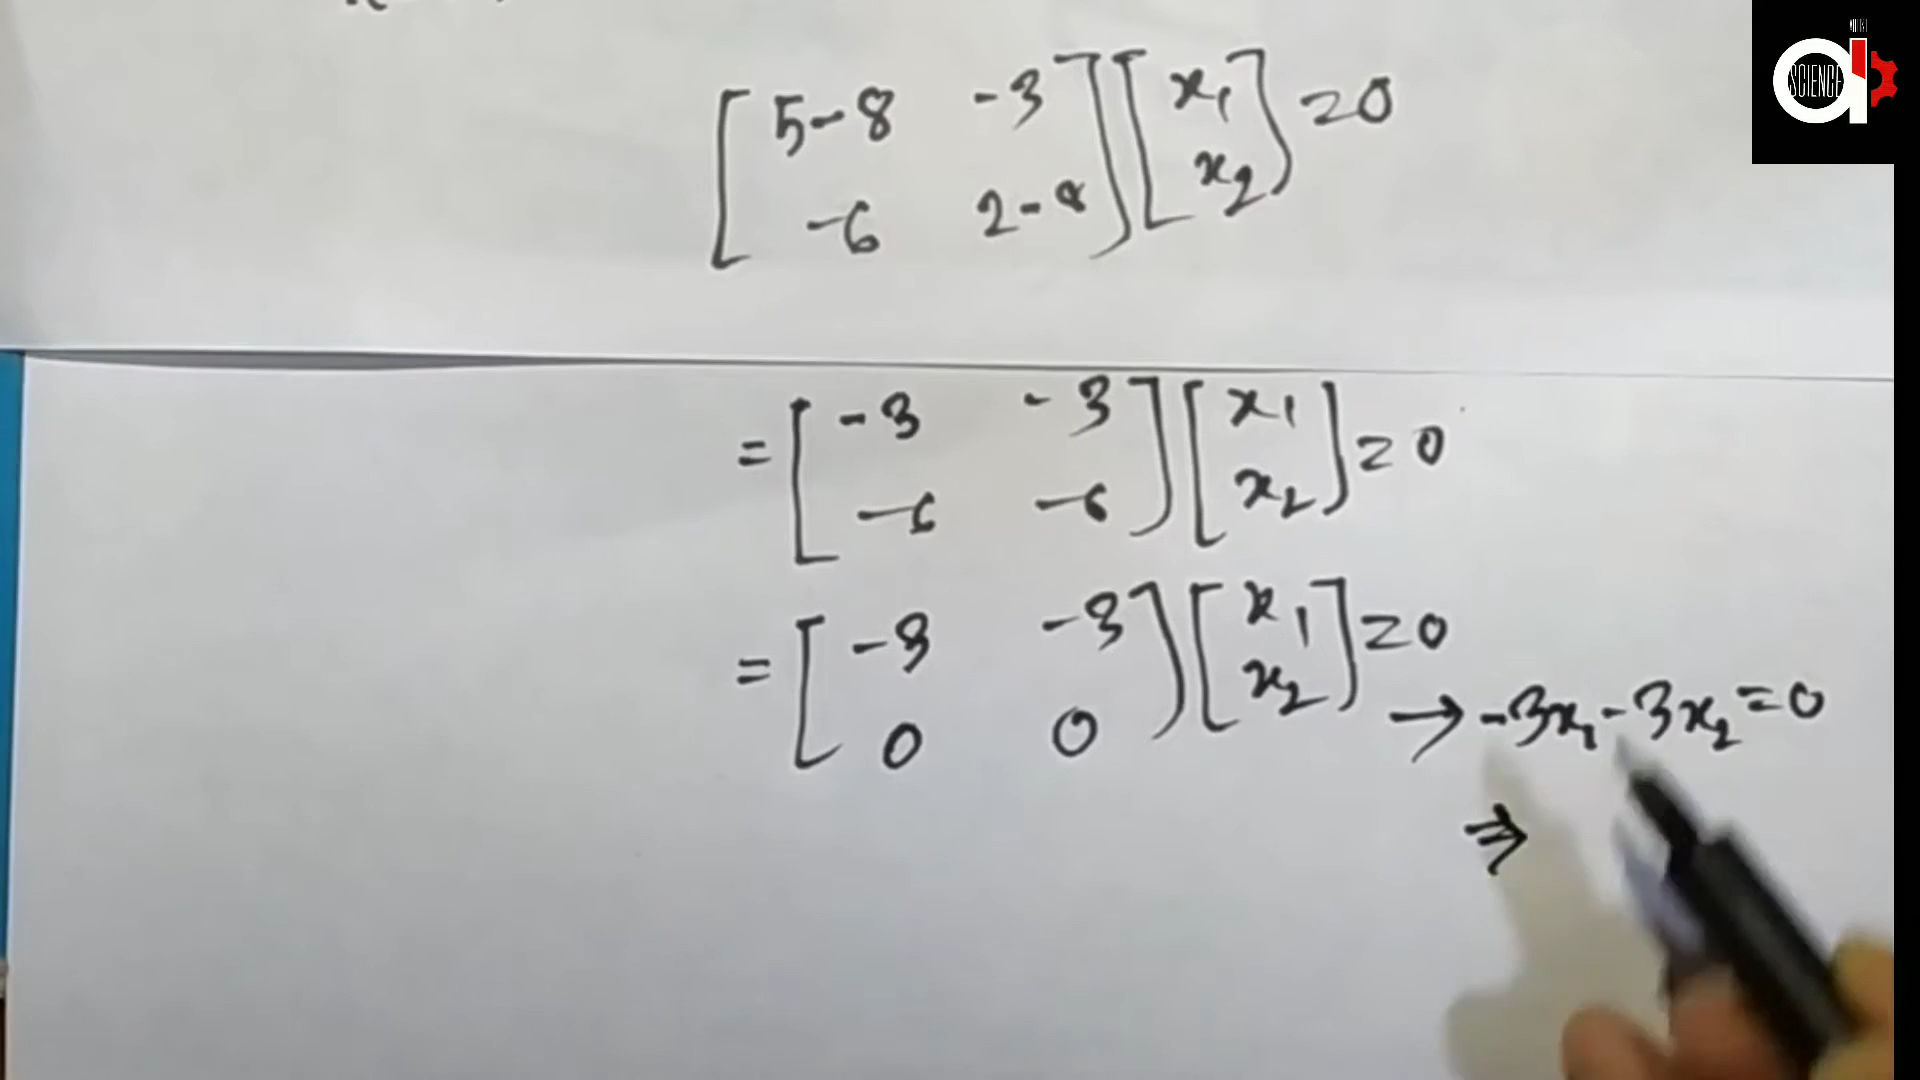 [ 5-8 -3 ] [ x₁ ] = 0
[ -6 2-8 ] [ x₂ ]
= [ -3 -3 ] [ x₁ ] = 0
[ -6 -6 ] [ x₂ ]
= [ -3 -3 ] [ x₁ ] = 0
[ 0 0 ] [ x₂ ]
→ -3x₁ - 3x₂ = 0
⇒
SCIENCE